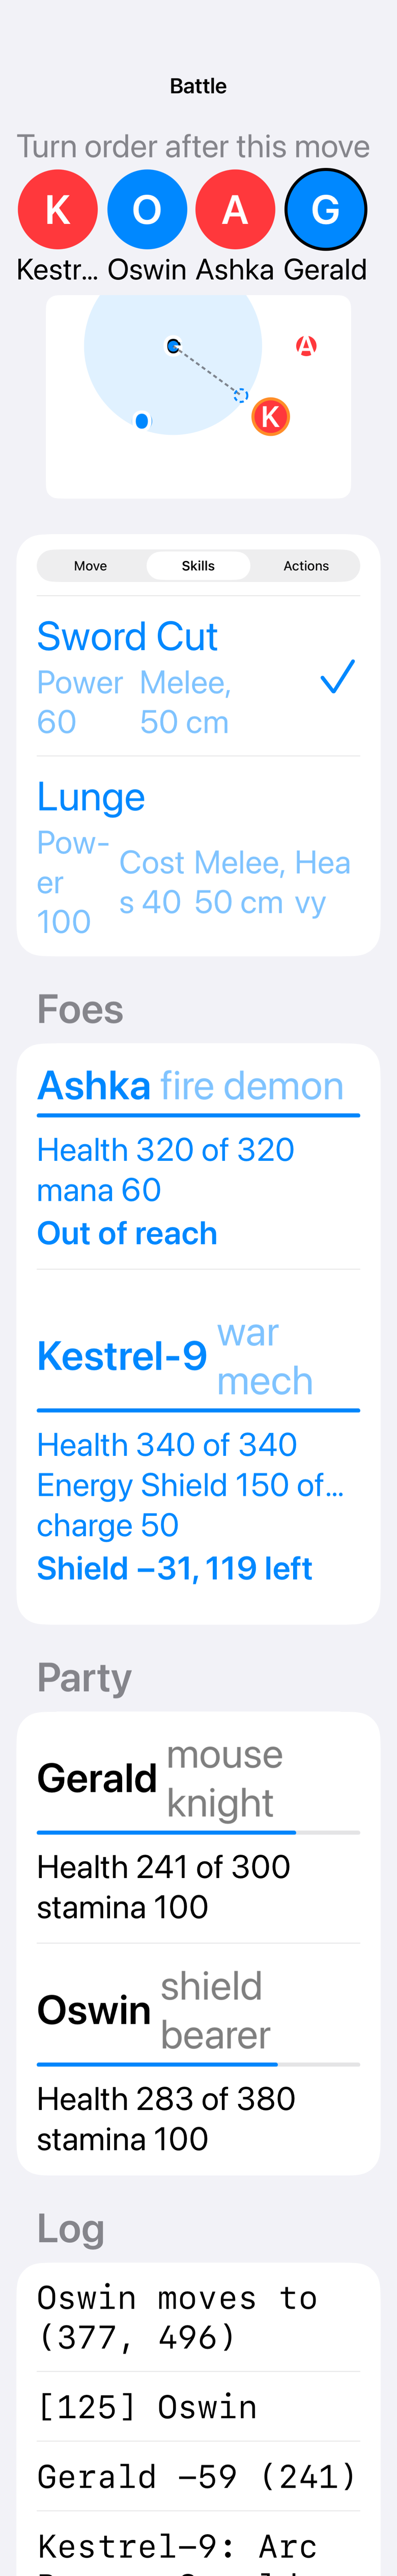 Battle
Turn order after this move
K O A G
Kestr... Oswin Ashka Gerald
A
K
Move Skills Actions
Sword Cut
Power Melee,
60 50 cm
Lunge
Pow-
er
100
Cost Melee, Hea
s 40 50 cm vy
Foes
Ashka fire demon
Health 320 of 320
mana 60
Out of reach
Kestrel-9 war
mech
Health 340 of 340
Energy Shield 150 of...
charge 50
Shield −31, 119 left
Party
Gerald mouse
knight
Health 241 of 300
stamina 100
Oswin shield
bearer
Health 283 of 380
stamina 100
Log
Oswin moves to
(377, 496)
[125] Oswin
Gerald −59 (241)
Kestrel-9: Arc